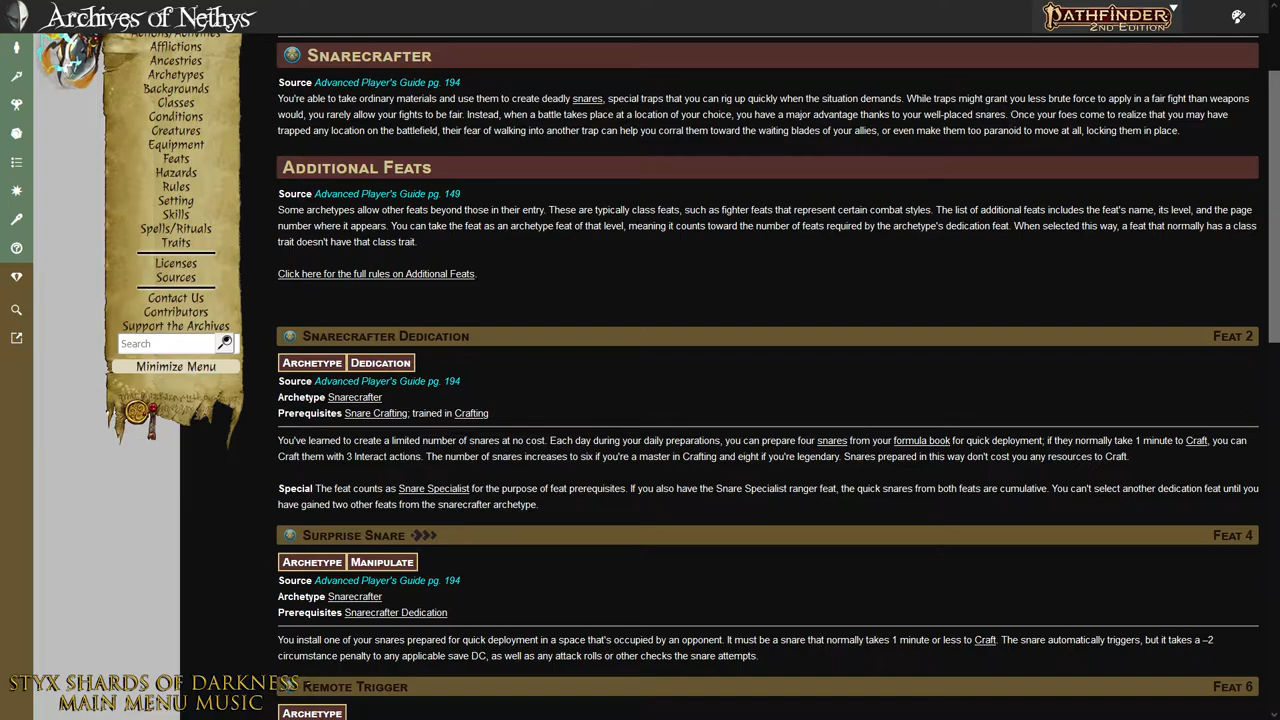 Archives of Nethys
PATHFINDER
2ND EDITION
Actions/Activities
Afflictions
Ancestries
Archetypes
Backgrounds
Classes
Conditions
Creatures
Equipment
Feats
Hazards
Rules
Setting
Skills
Spells/Rituals
Traits
Licenses
Sources
Contact Us
Contributors
Support the Archives
Search
Minimize Menu
Snarecrafter
Source Advanced Player's Guide pg. 194
You're able to take ordinary materials and use them to create deadly snares, special traps that you can rig up quickly when the situation demands. While traps might grant you less brute force to apply in a fair fight than weapons
would, you rarely allow your fights to be fair. Instead, when a battle takes place at a location of your choice, you have a major advantage thanks to your well-placed snares. Once your foes come to realize that you may have
trapped any location on the battlefield, their fear of walking into another trap can help you corral them toward the waiting blades of your allies, or even make them too paranoid to move at all, locking them in place.
Additional Feats
Source Advanced Player's Guide pg. 149
Some archetypes allow other feats beyond those in their entry. These are typically class feats, such as fighter feats that represent certain combat styles. The list of additional feats includes the feat's name, its level, and the page
number where it appears. You can take the feat as an archetype feat of that level, meaning it counts toward the number of feats required by the archetype's dedication feat. When selected this way, a feat that normally has a class
trait doesn't have that class trait.
Click here for the full rules on Additional Feats.
Snarecrafter Dedication Feat 2
Archetype Dedication
Source Advanced Player's Guide pg. 194
Archetype Snarecrafter
Prerequisites Snare Crafting; trained in Crafting
You've learned to create a limited number of snares at no cost. Each day during your daily preparations, you can prepare four snares from your formula book for quick deployment; if they normally take 1 minute to Craft, you can
Craft them with 3 Interact actions. The number of snares increases to six if you're a master in Crafting and eight if you're legendary. Snares prepared in this way don't cost you any resources to Craft.
Special The feat counts as Snare Specialist for the purpose of feat prerequisites. If you also have the Snare Specialist ranger feat, the quick snares from both feats are cumulative. You can't select another dedication feat until you
have gained two other feats from the snarecrafter archetype.
Surprise Snare Feat 4
Archetype Manipulate
Source Advanced Player's Guide pg. 194
Archetype Snarecrafter
Prerequisites Snarecrafter Dedication
You install one of your snares prepared for quick deployment in a space that's occupied by an opponent. It must be a snare that normally takes 1 minute or less to Craft. The snare automatically triggers, but it takes a –2
circumstance penalty to any applicable save DC, as well as any attack rolls or other checks the snare attempts.
Remote Trigger Feat 6
Archetype
STYX SHARDS OF DARKNESS -
MAIN MENU MUSIC